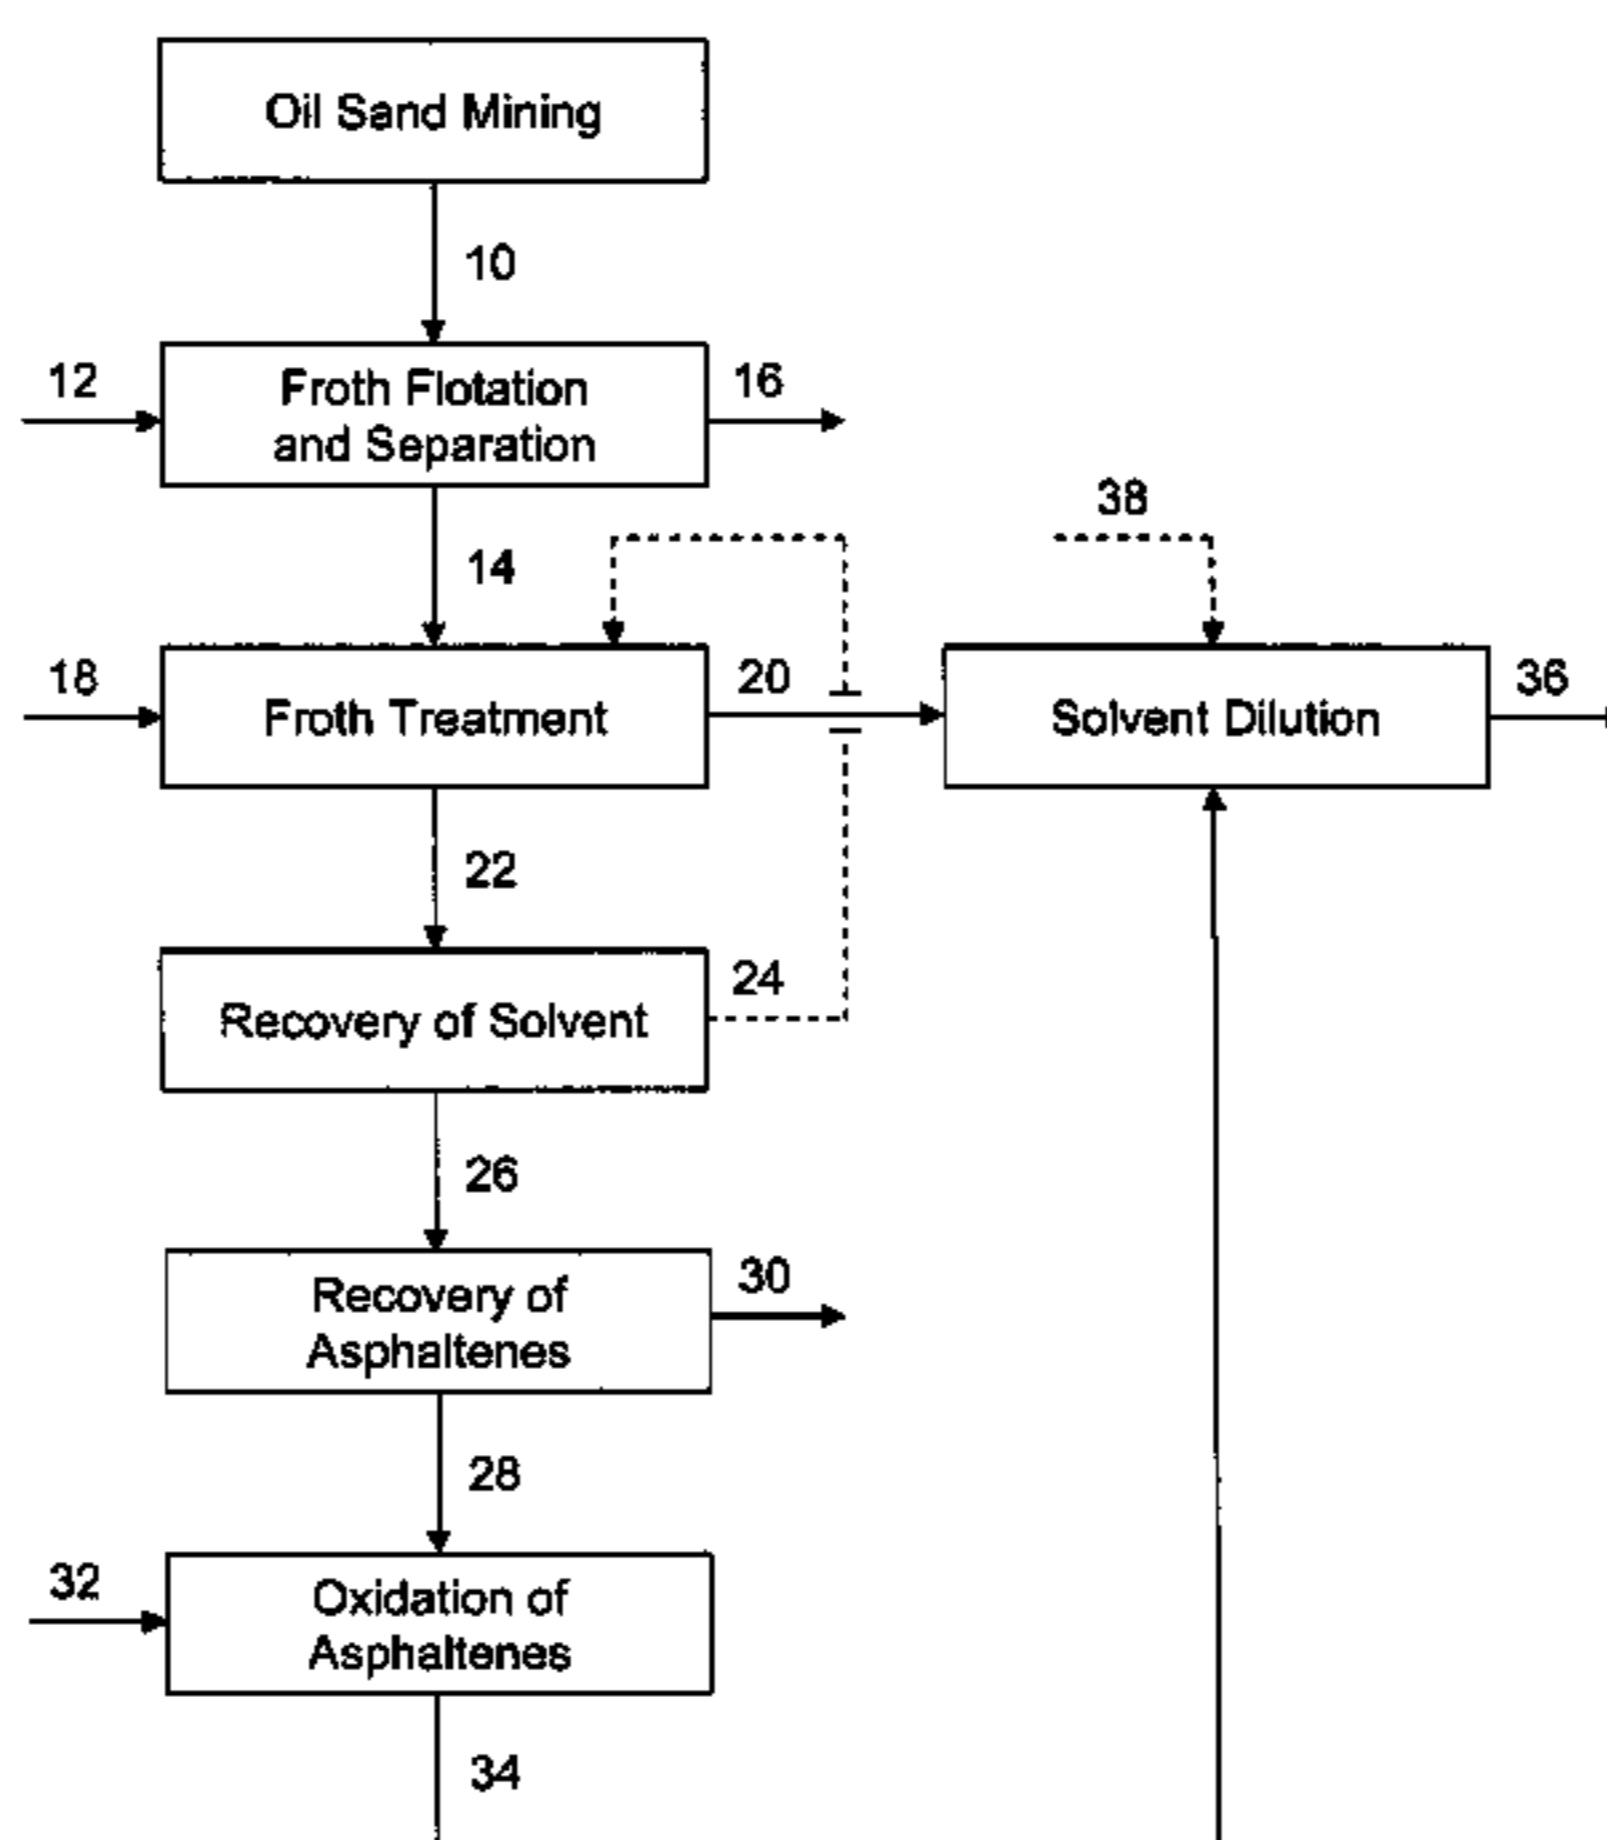 Oil Sand Mining
10
12
Froth Flotation
and Separation
16
14
38
18
Froth Treatment
20
Solvent Dilution
36
22
Recovery of Solvent
24
26
Recovery of
Asphaltenes
30
28
32
Oxidation of
Asphaltenes
34